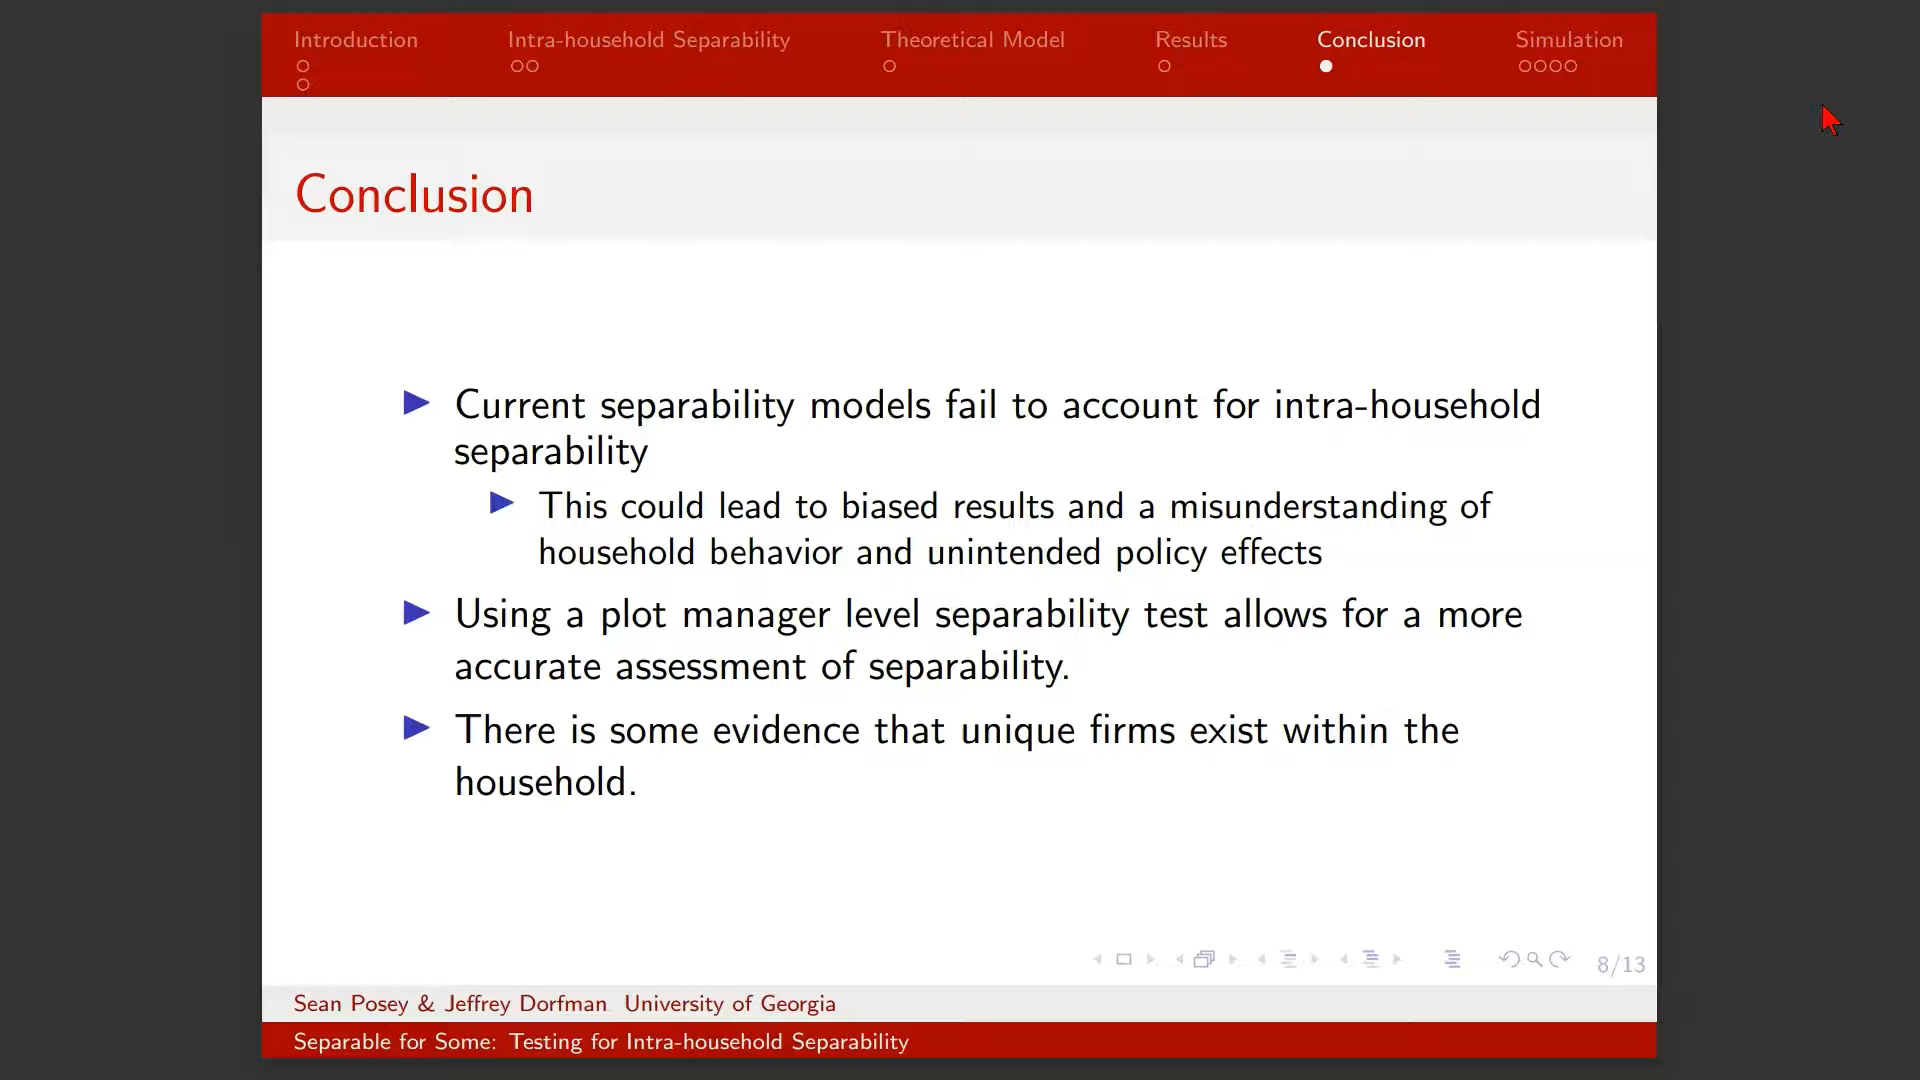 Introduction Intra-household Separability Theoretical Model Results Conclusion Simulation
Conclusion
Current separability models fail to account for intra-household
separability
This could lead to biased results and a misunderstanding of
household behavior and unintended policy effects
Using a plot manager level separability test allows for a more
accurate assessment of separability.
There is some evidence that unique firms exist within the
household.
8/13
Sean Posey & Jeffrey Dorfman University of Georgia
Separable for Some: Testing for Intra-household Separability